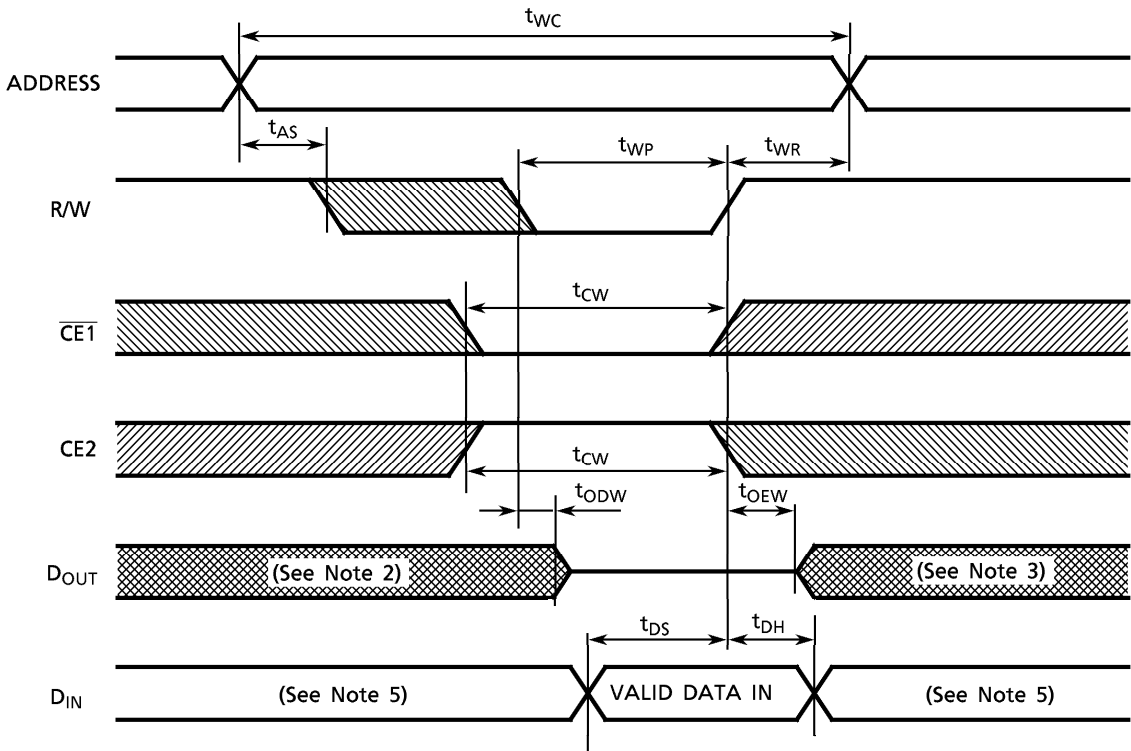 tWC
ADDRESS
tAS
tWP
tWR
R/W
tCW
CE1
CE2
tCW
tODW
tOEW
DOUT
(See Note 2)
(See Note 3)
tDS
tDH
DIN
(See Note 5)
VALID DATA IN
(See Note 5)